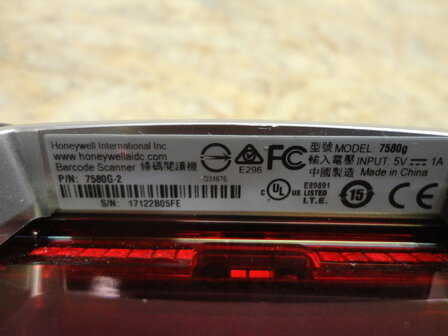 Honeywell International Inc
www.honeywellaidc.com
Barcode Scanner 條碼閱讀機
P/N: 7580G-2
S/N: 17122B05FE
D31676
E296
FC
型號 MODEL: 7580g
輸入電壓 INPUT: 5V 1A
中國製造 Made in China
c UL US LISTED
E89891
I.T.E.
15
CE